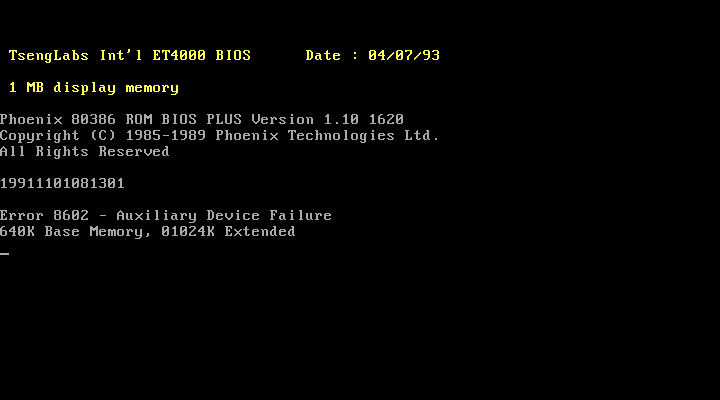 TsengLabs Int'l ET4000 BIOS      Date : 04/07/93
1 MB display memory
Phoenix 80386 ROM BIOS PLUS Version 1.10 1620
Copyright (C) 1985-1989 Phoenix Technologies Ltd.
All Rights Reserved
19911101081301
Error 8602 - Auxiliary Device Failure
640K Base Memory, 01024K Extended